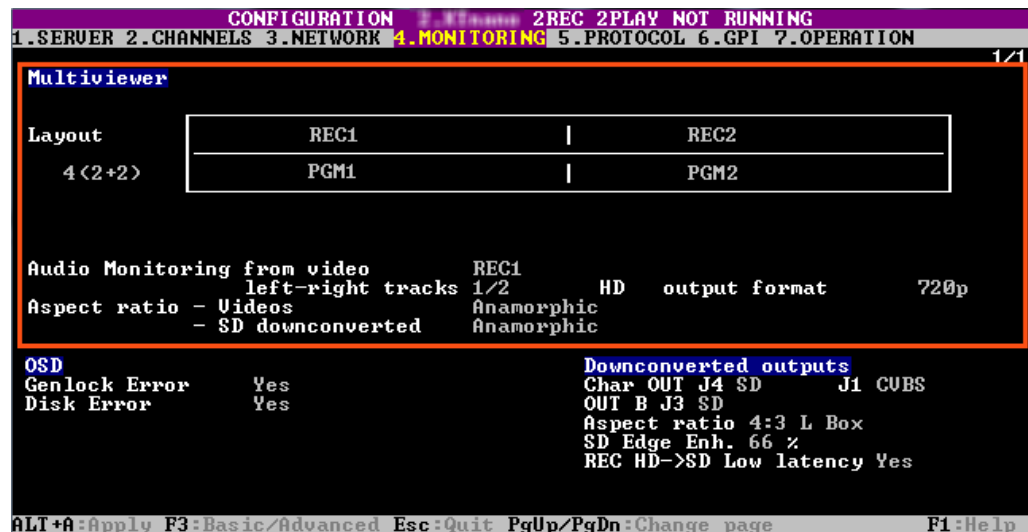 CONFIGURATION 2REC 2PLAY NOT RUNNING
1.SERVER 2.CHANNELS 3.NETWORK 4.MONITORING 5.PROTOCOL 6.GPI 7.OPERATION
1/1
Multiviewer
Layout REC1 | REC2
4(2+2) PGM1 | PGM2
Audio Monitoring from video REC1
left-right tracks 1/2 HD output format 720p
Aspect ratio - Videos Anamorphic
- SD downconverted Anamorphic
OSD Downconverted outputs
Genlock Error Yes Char OUT J4 SD J1 CVBS
Disk Error Yes OUT B J3 SD
Aspect ratio 4:3 L Box
SD Edge Enh. 66 %
REC HD->SD Low latency Yes
ALT+A:Apply F3:Basic/Advanced Esc:Quit PgUp/PgDn:Change page F1:Help